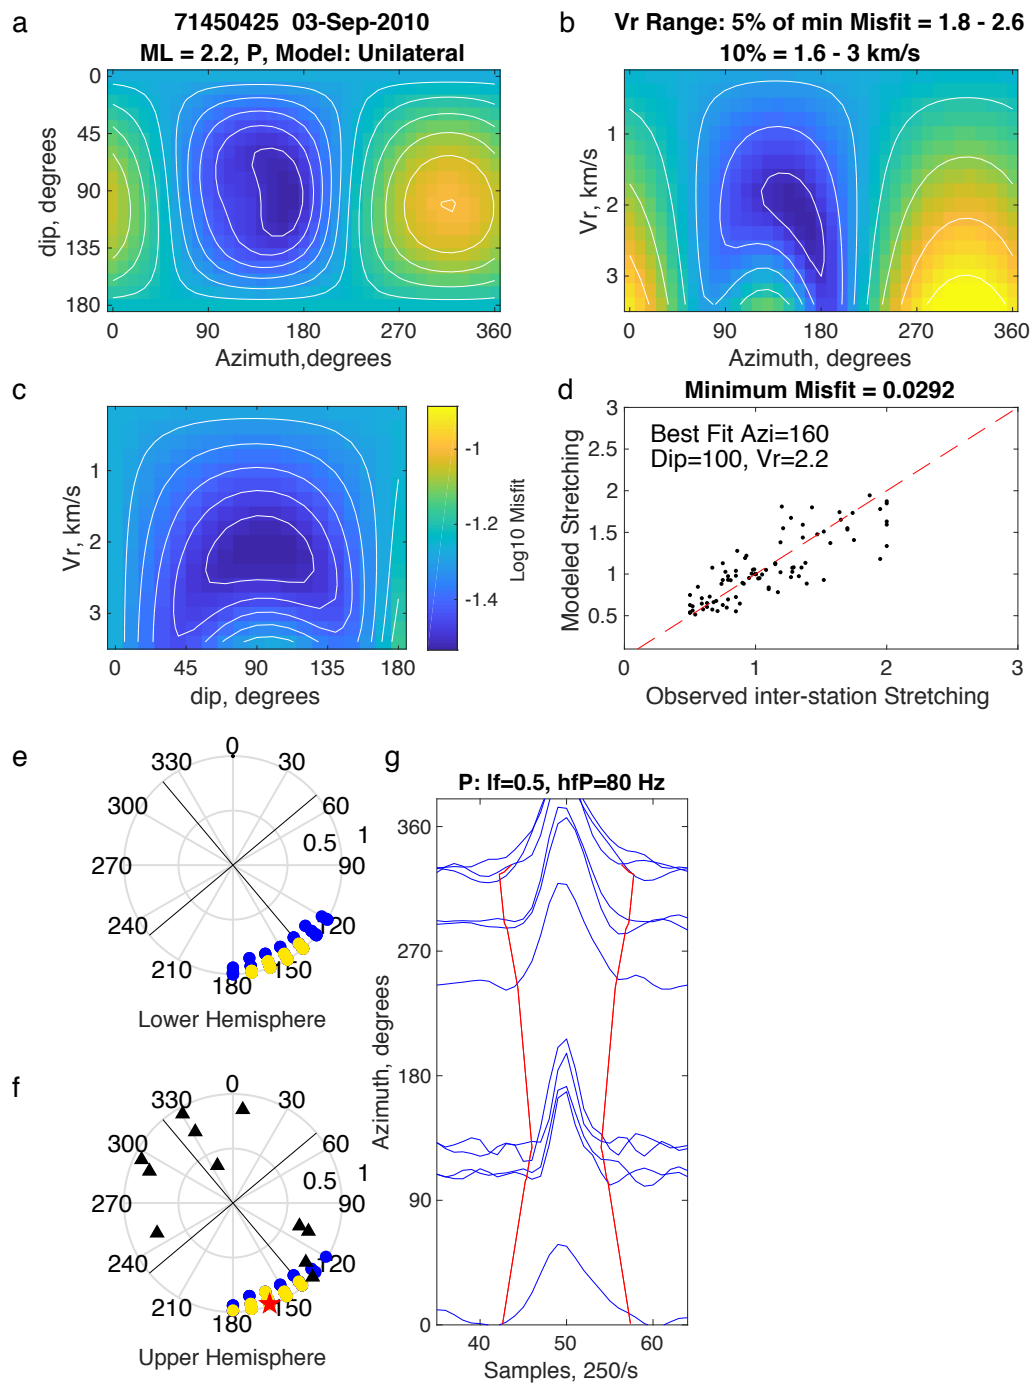 a
71450425  03-Sep-2010
ML = 2.2, P, Model: Unilateral
0
45
90
135
180
dip, degrees
0
90
180
270
360
Azimuth,degrees
b
Vr Range: 5% of min Misfit = 1.8 - 2.6
10% = 1.6 - 3 km/s
1
2
3
Vr, km/s
0
90
180
270
360
Azimuth, degrees
c
1
2
3
Vr, km/s
0
45
90
135
180
dip, degrees
-1
-1.2
-1.4
Log10 Misfit
d
Minimum Misfit = 0.0292
Best Fit Azi=160
Dip=100, Vr=2.2
3
2.5
2
1.5
1
0.5
Modeled Stretching
0
1
2
3
Observed inter-station Stretching
e
0
30
60
90
120
150
180
210
240
270
300
330
0.5
1
Lower Hemisphere
f
0
30
60
90
120
150
180
210
240
270
300
330
0.5
1
Upper Hemisphere
g
P: lf=0.5, hfP=80 Hz
360
270
180
90
0
Azimuth, degrees
40
50
60
Samples, 250/s